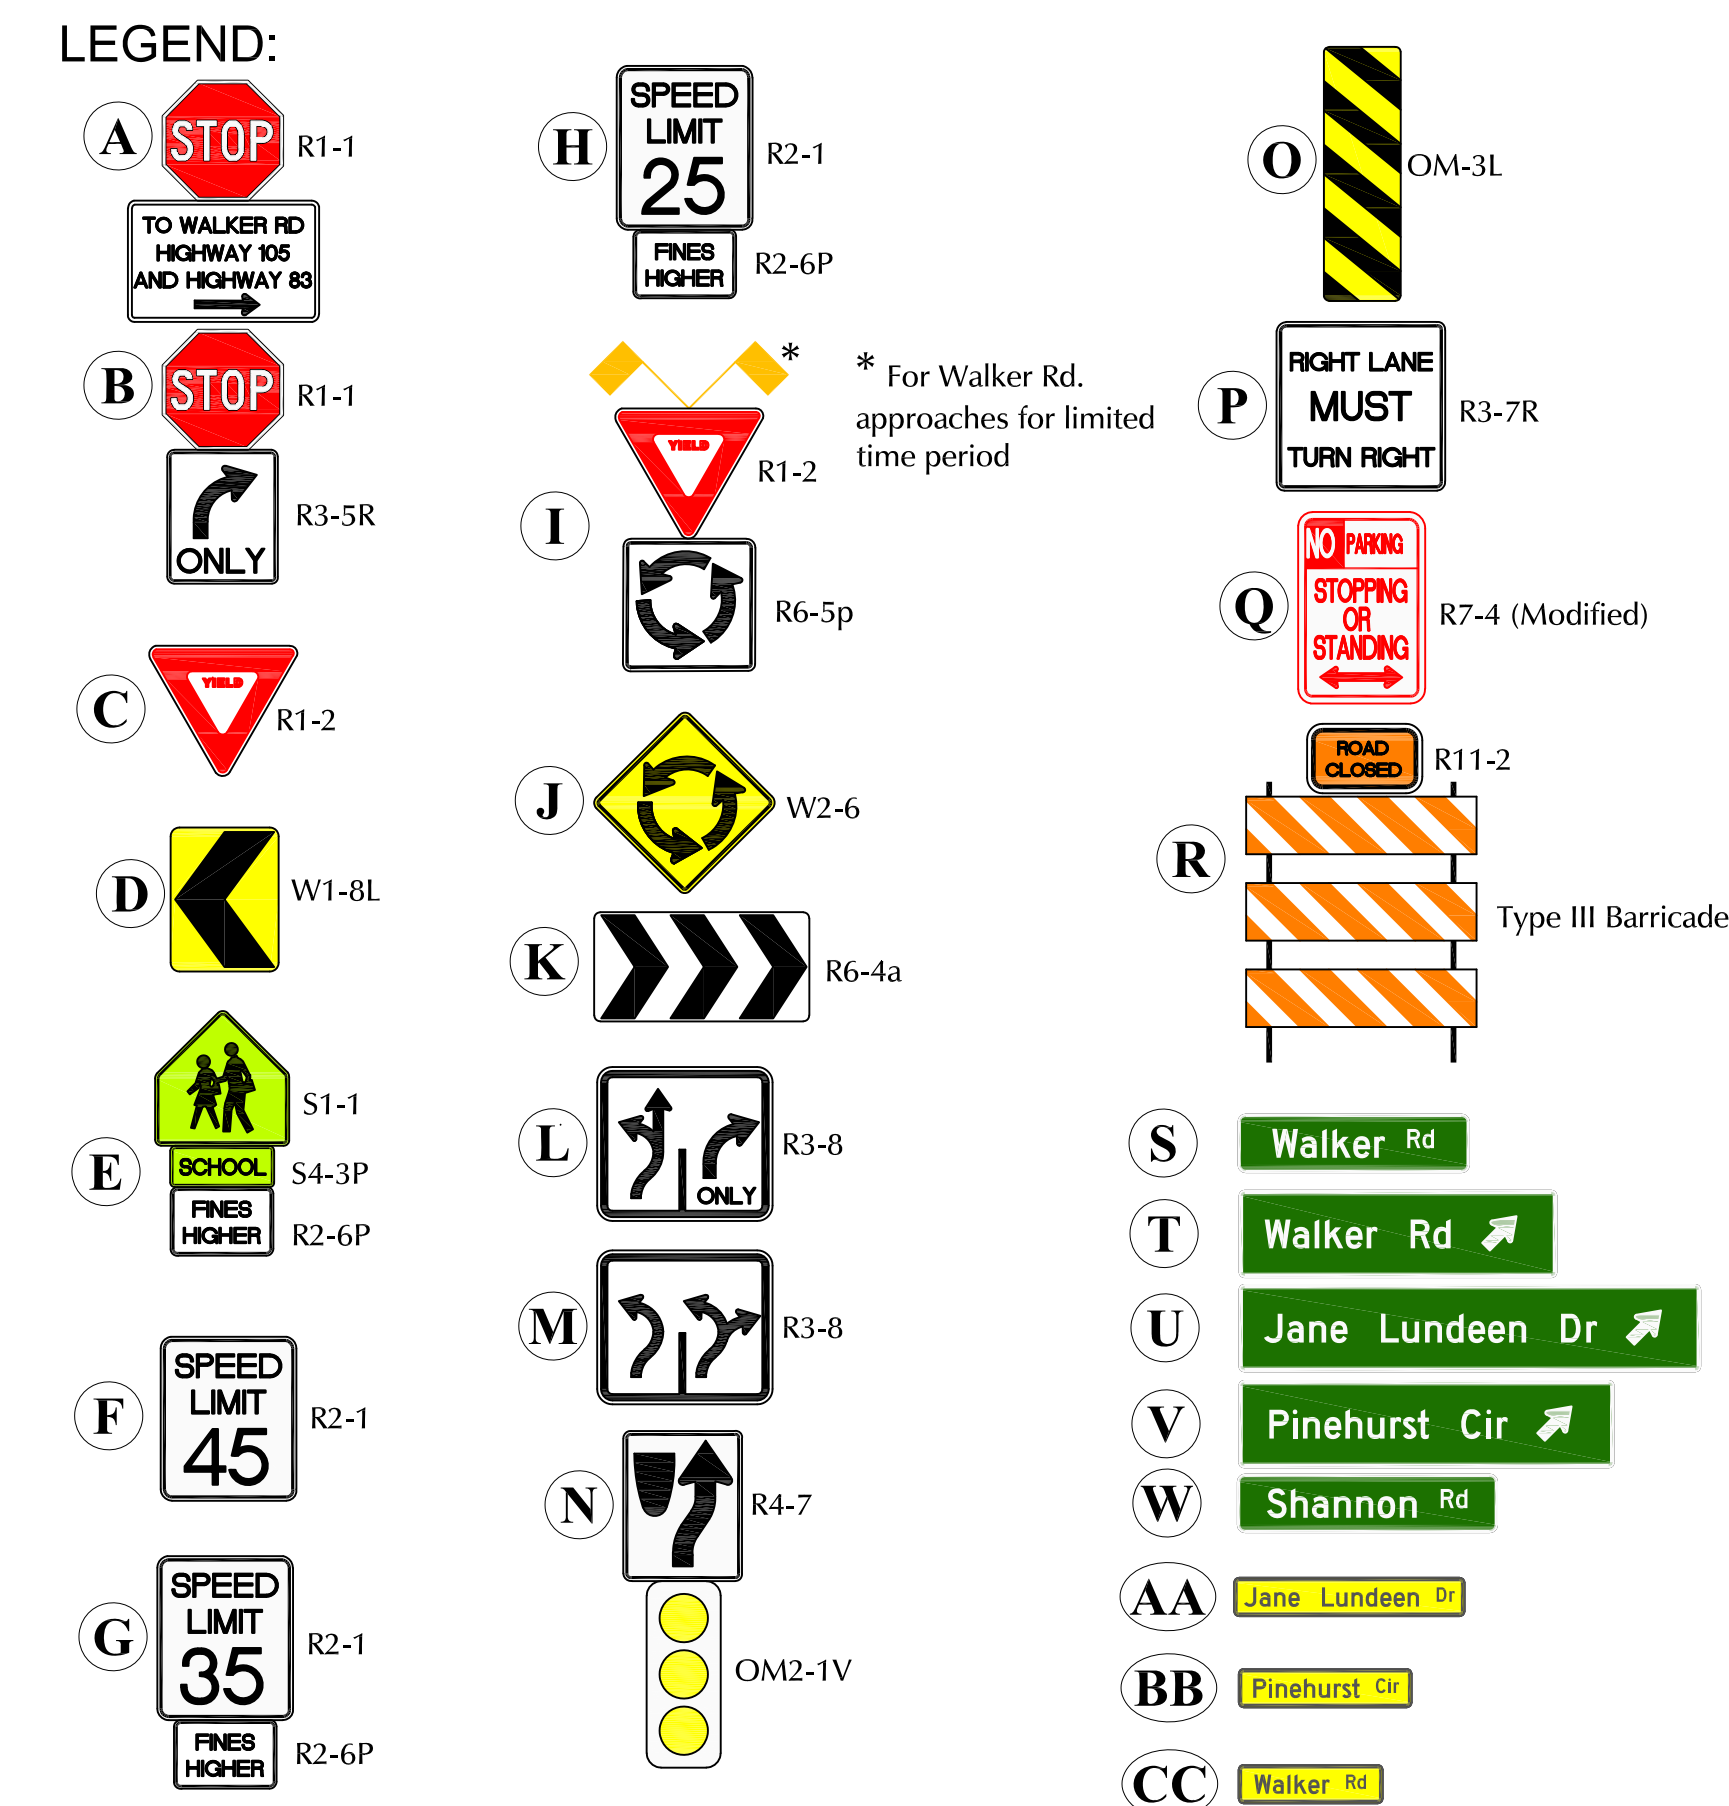 LEGEND:
A
STOP
R1-1
TO WALKER RD
HIGHWAY 105
AND HIGHWAY 83
B
STOP
R1-1
R3-5R
ONLY
C
YIELD
R1-2
D
W1-8L
E
S1-1
SCHOOL
S4-3P
FINES
HIGHER
R2-6P
F
SPEED
LIMIT
45
R2-1
G
SPEED
LIMIT
35
R2-1
FINES
HIGHER
R2-6P
H
SPEED
LIMIT
25
R2-1
FINES
HIGHER
R2-6P
*
* For Walker Rd.
approaches for limited
time period
I
YIELD
R1-2
R6-5p
J
W2-6
K
R6-4a
L
ONLY
R3-8
M
R3-8
N
R4-7
OM2-1V
O
OM-3L
P
RIGHT LANE
MUST
TURN RIGHT
R3-7R
Q
NO PARKING
STOPPING
OR
STANDING
R7-4 (Modified)
R
ROAD
CLOSED
R11-2
Type III Barricade
S
Walker Rd
T
Walker Rd
U
Jane Lundeen Dr
V
Pinehurst Cir
W
Shannon Rd
AA
Jane Lundeen Dr
BB
Pinehurst Cir
CC
Walker Rd